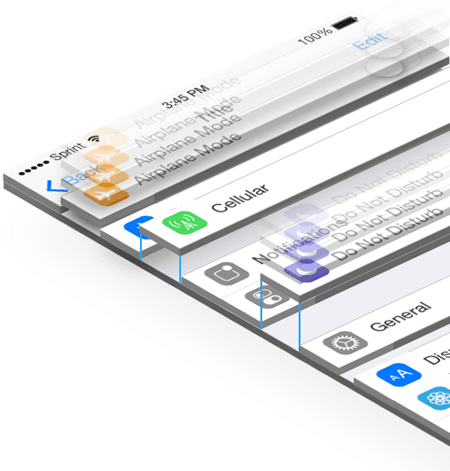 100%
Edit
3:45 PM
Title
Sprint
Back
Airplane Mode
Airplane Mode
Airplane Mode
Airplane Mode
Cellular
Notifications
Do Not Disturb
Do Not Disturb
Do Not Disturb
Do Not Disturb
General
AA